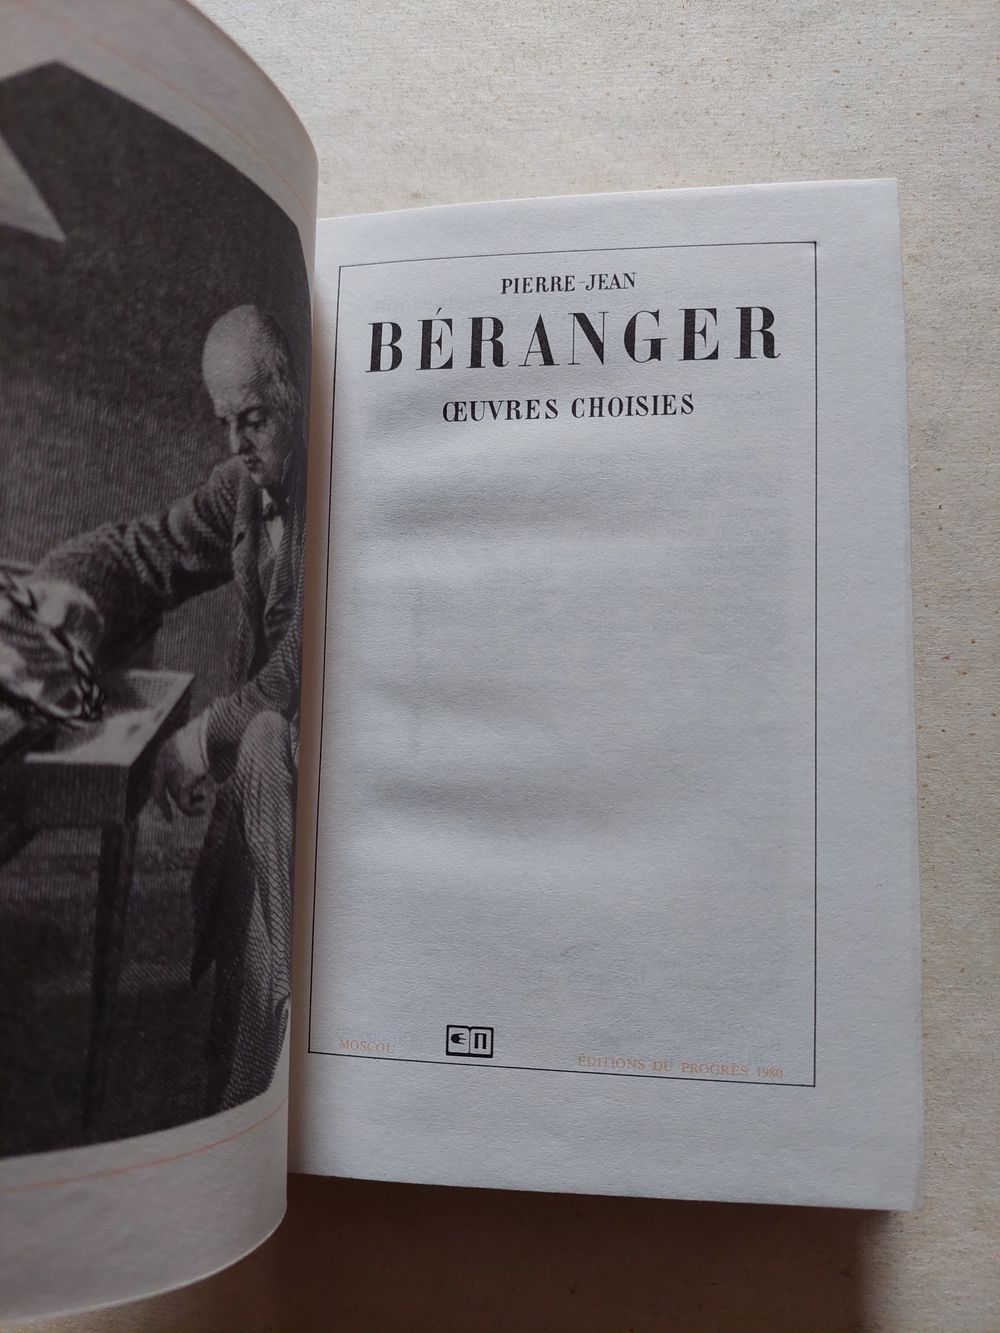 PIERRE-JEAN
BÉRANGER
ŒUVRES CHOISIES
П
MOSCOU
ÉDITIONS DU PROGRÈS 1980